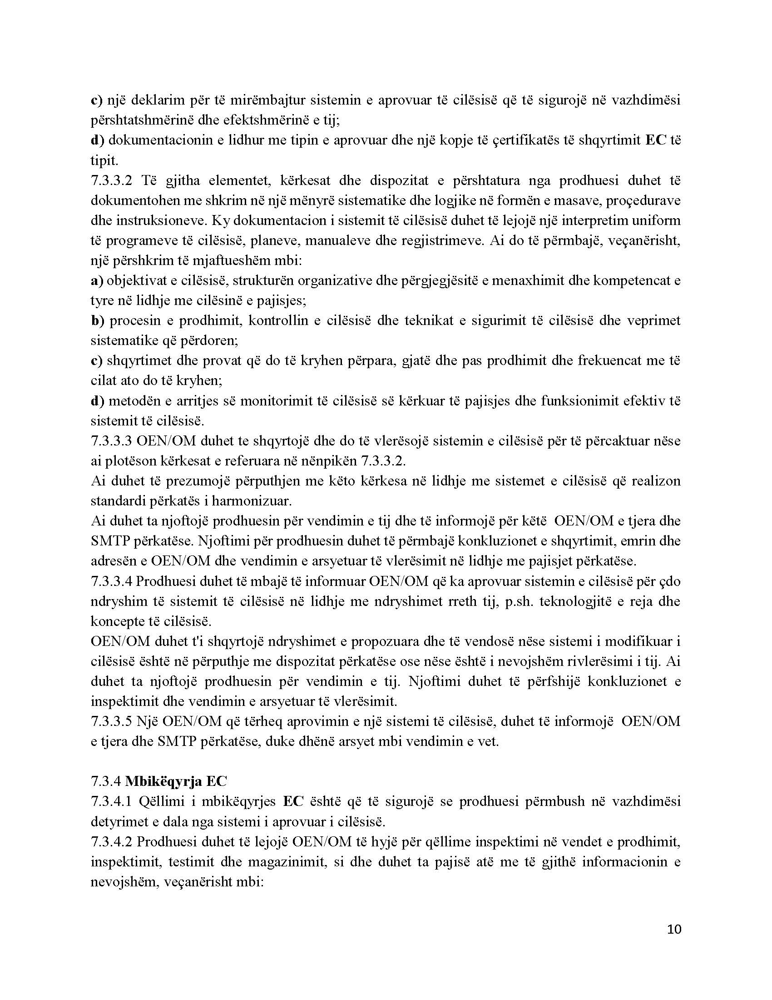 c) një deklarim për të mirëmbajtur sistemin e aprovuar të cilësisë që të sigurojë në vazhdimësi
përshtatshmërinë dhe efektshmërinë e tij;
d) dokumentacionin e lidhur me tipin e aprovuar dhe një kopje të çertifikatës të shqyrtimit EC të
tipit.
7.3.3.2 Të gjitha elementet, kërkesat dhe dispozitat e përshtatura nga prodhuesi duhet të
dokumentohen me shkrim në një mënyrë sistematike dhe logjike në formën e masave, proçedurave
dhe instruksioneve. Ky dokumentacion i sistemit të cilësisë duhet të lejojë një interpretim uniform
të programeve të cilësisë, planeve, manualeve dhe regjistrimeve. Ai do të përmbajë, veçanërisht,
një përshkrim të mjaftueshëm mbi:
a) objektivat e cilësisë, strukturën organizative dhe përgjegjësitë e menaxhimit dhe kompetencat e
tyre në lidhje me cilësinë e pajisjes;
b) procesin e prodhimit, kontrollin e cilësisë dhe teknikat e sigurimit të cilësisë dhe veprimet
sistematike që përdoren;
c) shqyrtimet dhe provat që do të kryhen përpara, gjatë dhe pas prodhimit dhe frekuencat me të
cilat ato do të kryhen;
d) metodën e arritjes së monitorimit të cilësisë së kërkuar të pajisjes dhe funksionimit efektiv të
sistemit të cilësisë.
7.3.3.3 OEN/OM duhet te shqyrtojë dhe do të vlerësojë sistemin e cilësisë për të përcaktuar nëse
ai plotëson kërkesat e referuara në nënpikën 7.3.3.2.
Ai duhet të prezumojë përputhjen me këto kërkesa në lidhje me sistemet e cilësisë që realizon
standardi përkatës i harmonizuar.
Ai duhet ta njoftojë prodhuesin për vendimin e tij dhe të informojë për këtë  OEN/OM e tjera dhe
SMTP përkatëse. Njoftimi për prodhuesin duhet të përmbajë konkluzionet e shqyrtimit, emrin dhe
adresën e OEN/OM dhe vendimin e arsyetuar të vlerësimit në lidhje me pajisjet përkatëse.
7.3.3.4 Prodhuesi duhet të mbajë të informuar OEN/OM që ka aprovuar sistemin e cilësisë për çdo
ndryshim të sistemit të cilësisë në lidhje me ndryshimet rreth tij, p.sh. teknologjitë e reja dhe
koncepte të cilësisë.
OEN/OM duhet t'i shqyrtojë ndryshimet e propozuara dhe të vendosë nëse sistemi i modifikuar i
cilësisë është në përputhje me dispozitat përkatëse ose nëse është i nevojshëm rivlerësimi i tij. Ai
duhet ta njoftojë prodhuesin për vendimin e tij. Njoftimi duhet të përfshijë konkluzionet e
inspektimit dhe vendimin e arsyetuar të vlerësimit.
7.3.3.5 Një OEN/OM që tërheq aprovimin e një sistemi të cilësisë, duhet të informojë  OEN/OM
e tjera dhe SMTP përkatëse, duke dhënë arsyet mbi vendimin e vet.
7.3.4 Mbikëqyrja EC
7.3.4.1 Qëllimi i mbikëqyrjes EC është që të sigurojë se prodhuesi përmbush në vazhdimësi
detyrimet e dala nga sistemi i aprovuar i cilësisë.
7.3.4.2 Prodhuesi duhet të lejojë OEN/OM të hyjë për qëllime inspektimi në vendet e prodhimit,
inspektimit, testimit dhe magazinimit, si dhe duhet ta pajisë atë me të gjithë informacionin e
nevojshëm, veçanërisht mbi:
10